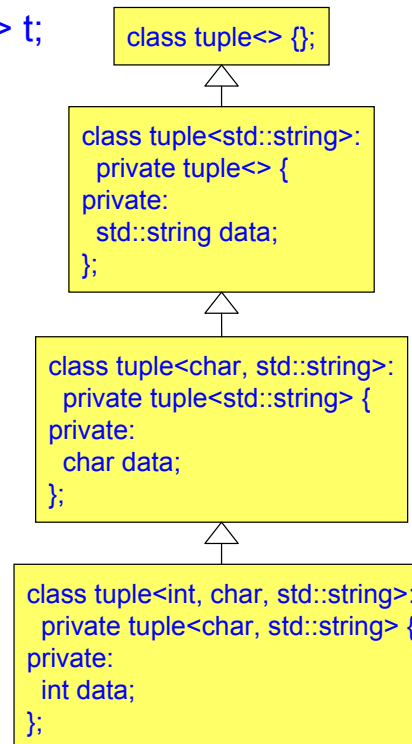 > t;
class tuple<> {};
class tuple<std::string>:
private tuple<> {
private:
std::string data;
};
class tuple<char, std::string>:
private tuple<std::string> {
private:
char data;
};
class tuple<int, char, std::string>:
private tuple<char, std::string> {
private:
int data;
};